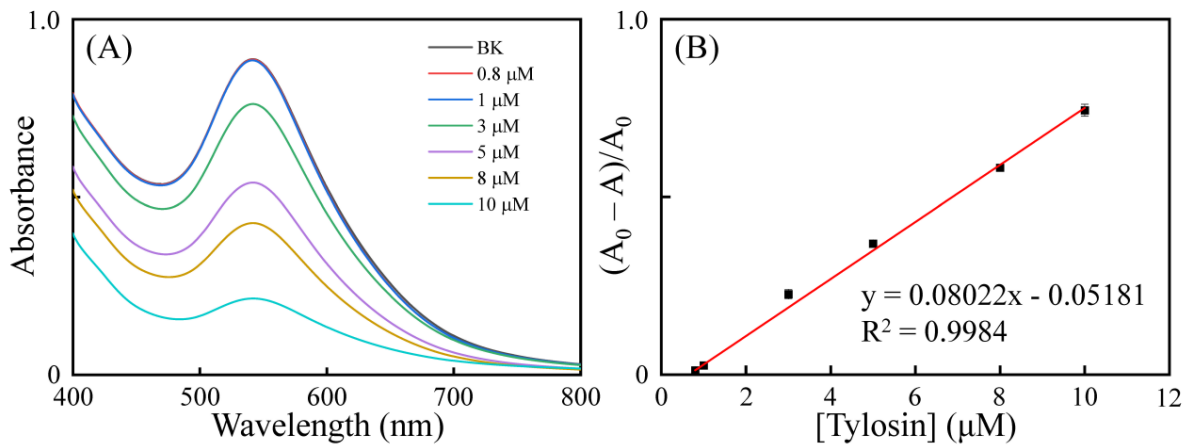 (A)
1.0
0
Absorbance
400
500
600
700
800
Wavelength (nm)
BK
0.8 μM
1 μM
3 μM
5 μM
8 μM
10 μM
(B)
1.0
0
(A₀ – A)/A₀
0
2
4
6
8
10
12
[Tylosin] (μM)
y = 0.08022x - 0.05181
R² = 0.9984